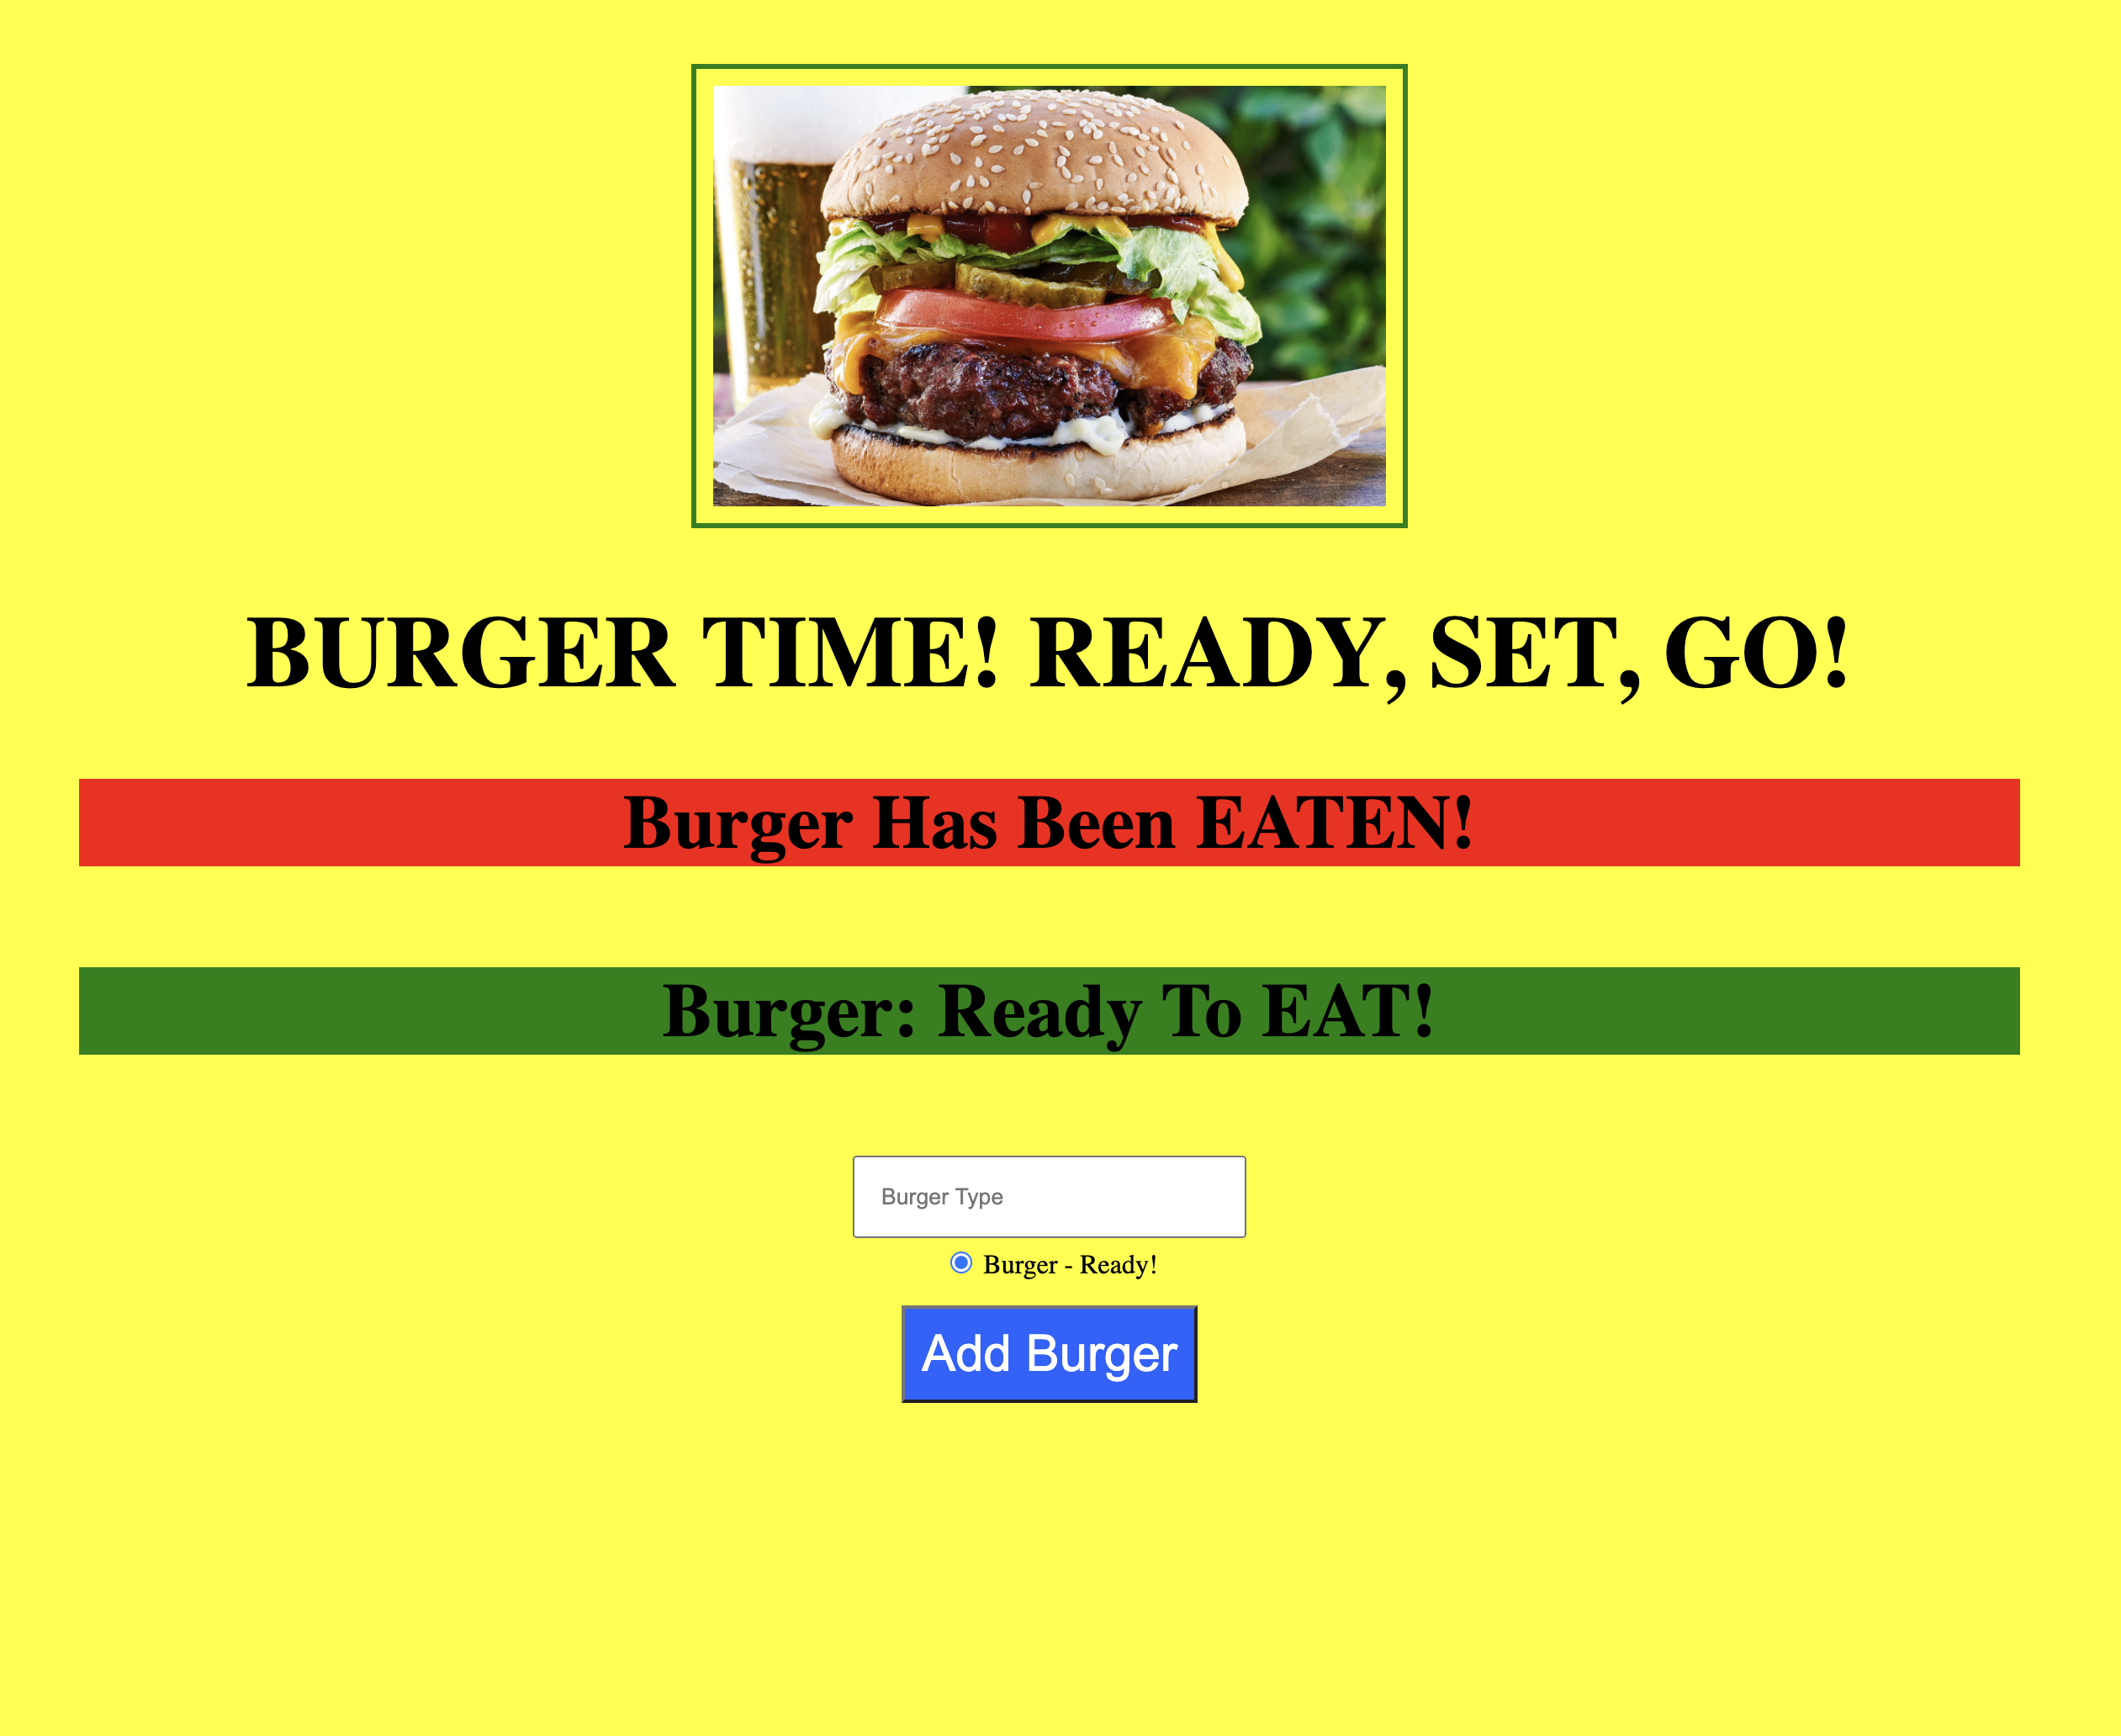 BURGER TIME! READY, SET, GO!
Burger Has Been EATEN!
Burger: Ready To EAT!
Burger Type
Burger - Ready!
Add Burger